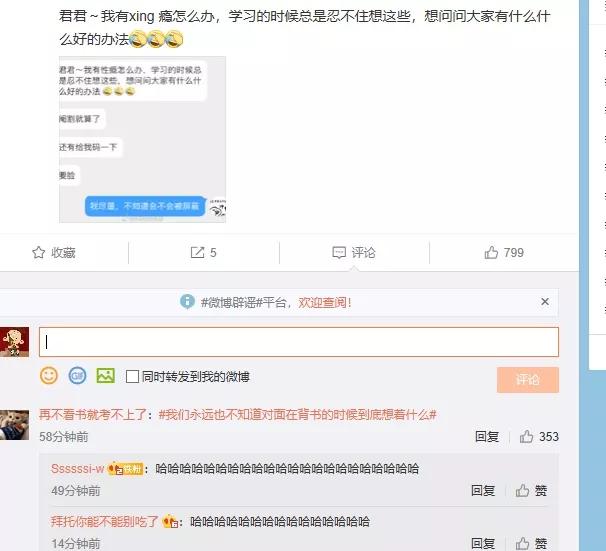 君君～我有xing 瘾怎么办，学习的时候总是忍不住想这些，想问问大家有什么什
么好的办法
君君～我有性瘾怎么办，学习的时候总
是忍不住想这些，想问问大家有什么什
么好的办法
阉割就算了
还有给我码一下
要脸
我尽量，不知道会不会被屏蔽
收藏
5
评论
799
#微博辟谣#平台，欢迎查阅！
×
GIF
同时转发到我的微博
评论
再不看书就考不上了：#我们永远也不知道对面在背书的时候到底想着什么#
58分钟前
回复
353
Ssssssi-w 铁粉：哈哈哈哈哈哈哈哈哈哈哈哈哈哈哈哈哈哈哈哈哈哈
49分钟前
回复
赞
拜托你能不能别吃了：哈哈哈哈哈哈哈哈哈哈哈哈哈哈哈
14分钟前
回复
赞